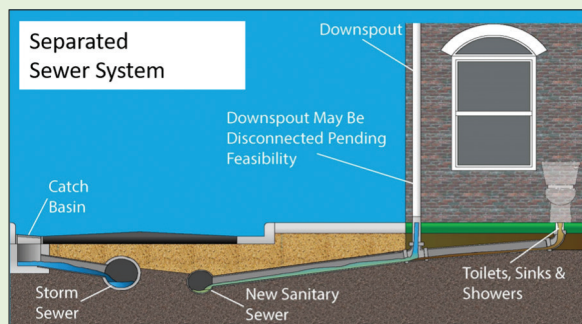 Separated
Sewer System
Downspout
Downspout May Be
Disconnected Pending
Feasibility
Catch
Basin
Storm
Sewer
New Sanitary
Sewer
Toilets, Sinks &
Showers